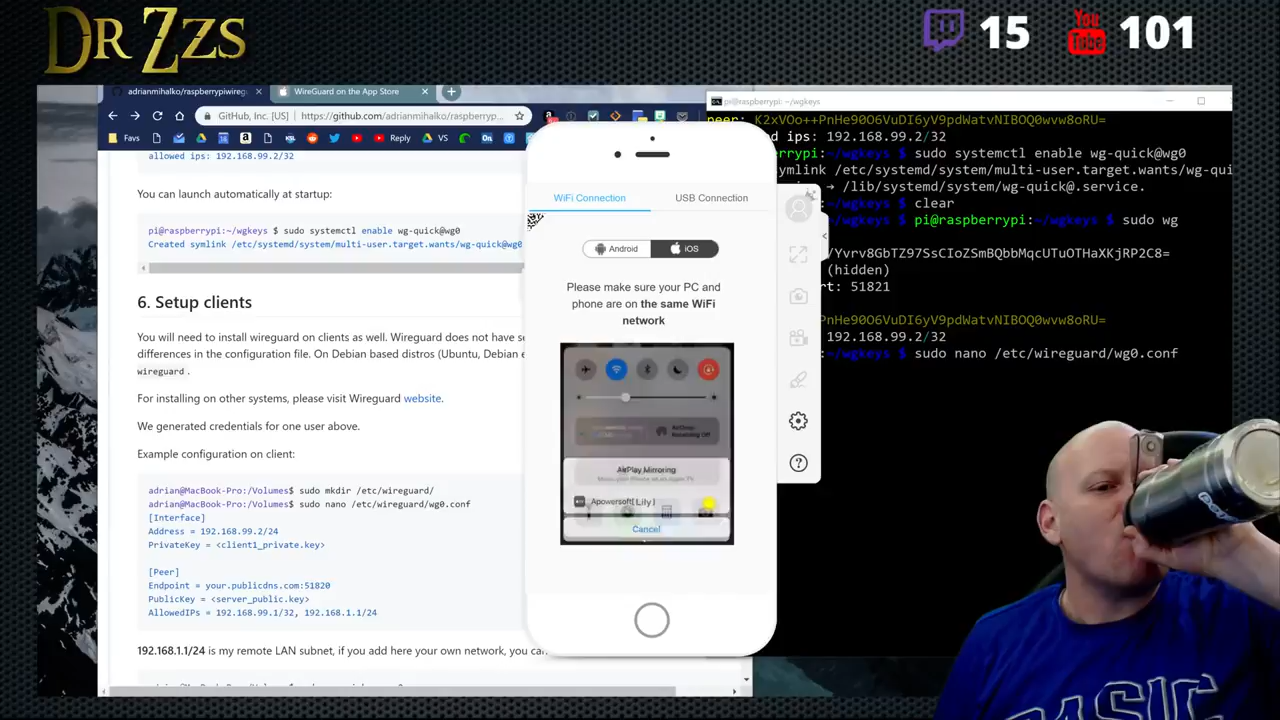 DR ZZS
15
You Tube
101
adrianmihalko/raspberrypiwiregu
WireGuard on the App Store
GitHub, Inc. [US]
https://github.com/adrianmihalko/raspberryp...
Favs
Reply
VS
allowed ips: 192.168.99.2/32
You can launch automatically at startup:
pi@raspberrypi:~/wgkeys $ sudo systemctl enable wg-quick@wg0
Created symlink /etc/systemd/system/multi-user.target.wants/wg-quick@wg0
6. Setup clients
You will need to install wireguard on clients as well. Wireguard does not have se
differences in the configuration file. On Debian based distros (Ubuntu, Debian e
wireguard .
For installing on other systems, please visit Wireguard website.
We generated credentials for one user above.
Example configuration on client:
adrian@MacBook-Pro:/Volumes$ sudo mkdir /etc/wireguard/
adrian@MacBook-Pro:/Volumes$ sudo nano /etc/wireguard/wg0.conf
[Interface]
Address = 192.168.99.2/24
PrivateKey = <client1_private.key>
[Peer]
Endpoint = your.publicdns.com:51820
PublicKey = <server_public.key>
AllowedIPs = 192.168.99.1/32, 192.168.1.1/24
192.168.1.1/24 is my remote LAN subnet, if you add here your own network, you can
WiFi Connection
USB Connection
Android
iOS
Please make sure your PC and
phone are on the same WiFi
network
AirPlay Mirroring
Apowersoft[ Lily ]
Cancel
pi@raspberrypi: ~/wgkeys
peer: K2xVOo++PnHe90O6VuDI6yV9pdWatvNIBOQ0wvw8oRU=
d ips: 192.168.99.2/32
errypi:~/wgkeys $ sudo systemctl enable wg-quick@wg0
ymlink /etc/systemd/system/multi-user.target.wants/wg-qui
→ /lib/systemd/system/wg-quick@.service.
:~/wgkeys $ clear
:~/wgkeys $ pi@raspberrypi:~/wgkeys $ sudo wg
/Yvrv8GbTZ97SsCIoZSmBQbbMqcUTuOTHaXKjRP2C8=
(hidden)
rt: 51821
PnHe90O6VuDI6yV9pdWatvNIBOQ0wvw8oRU=
192.168.99.2/32
:~/wgkeys $ sudo nano /etc/wireguard/wg0.conf
BASIC